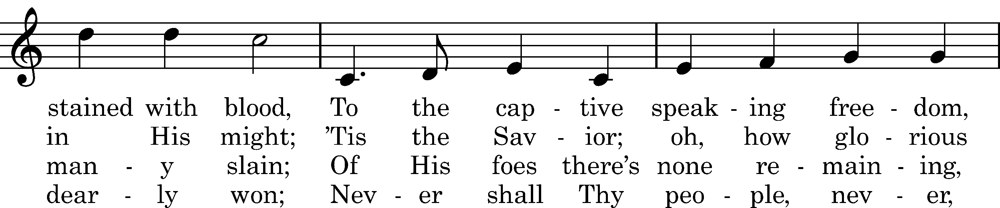 stained with blood, To the cap - tive speak - ing free - dom,
in His might; ’Tis the Sav - ior; oh, how glo - rious
man - y slain; Of His foes there’s none re - main - ing,
dear - ly won; Nev - er shall Thy peo - ple, nev - er,